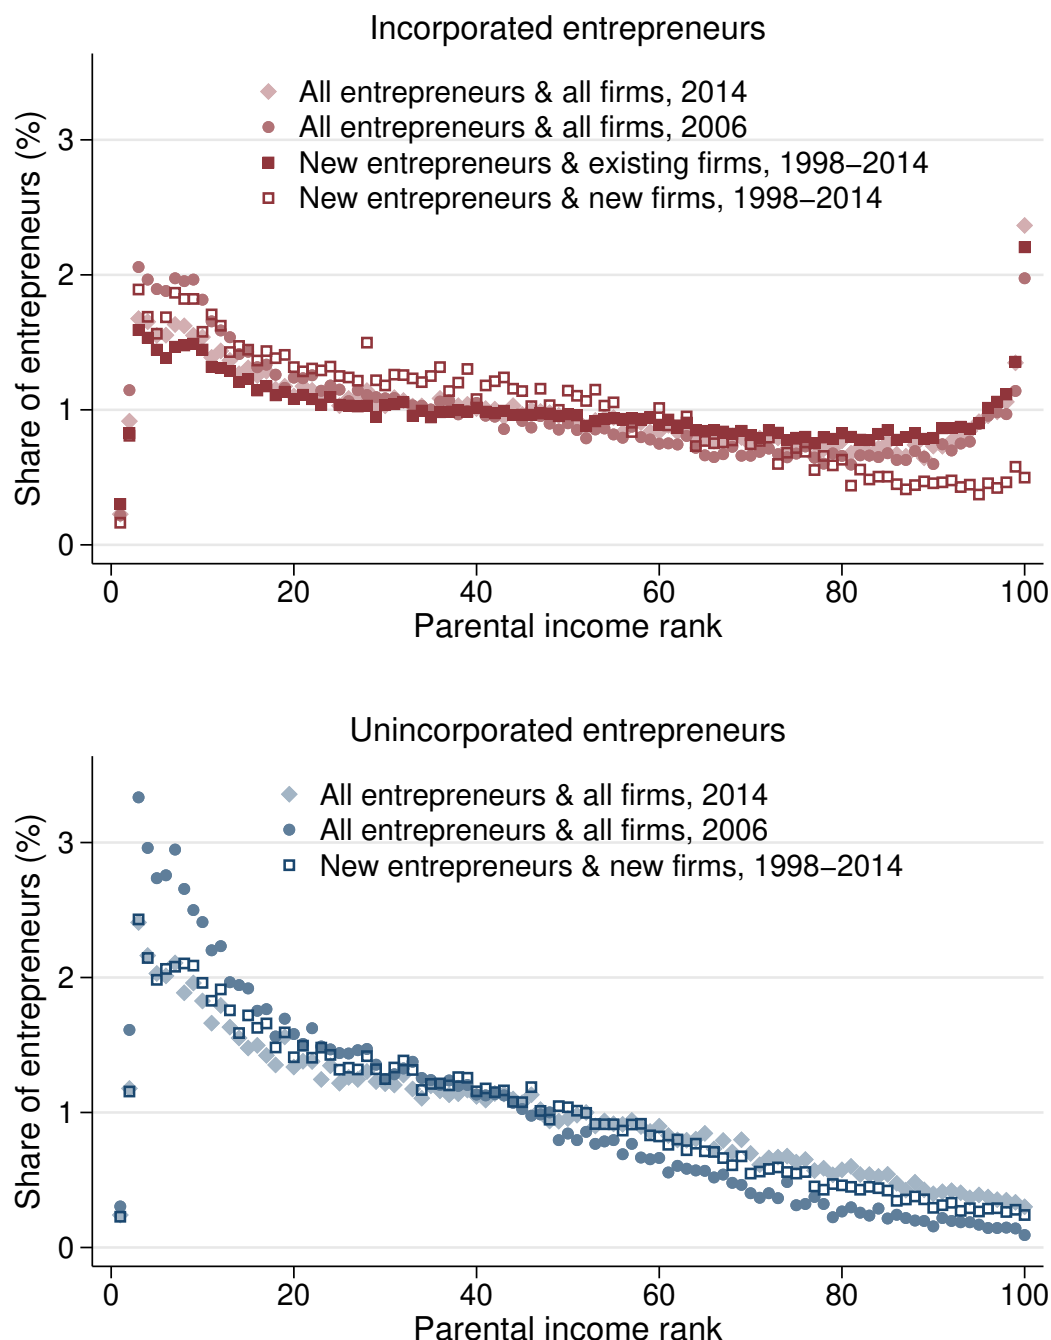 Incorporated entrepreneurs
All entrepreneurs & all firms, 2014
All entrepreneurs & all firms, 2006
New entrepreneurs & existing firms, 1998−2014
New entrepreneurs & new firms, 1998−2014
Share of entrepreneurs (%)
3
2
1
0
0 20 40 60 80 100
Parental income rank
Unincorporated entrepreneurs
All entrepreneurs & all firms, 2014
All entrepreneurs & all firms, 2006
New entrepreneurs & new firms, 1998−2014
Share of entrepreneurs (%)
3
2
1
0
0 20 40 60 80 100
Parental income rank